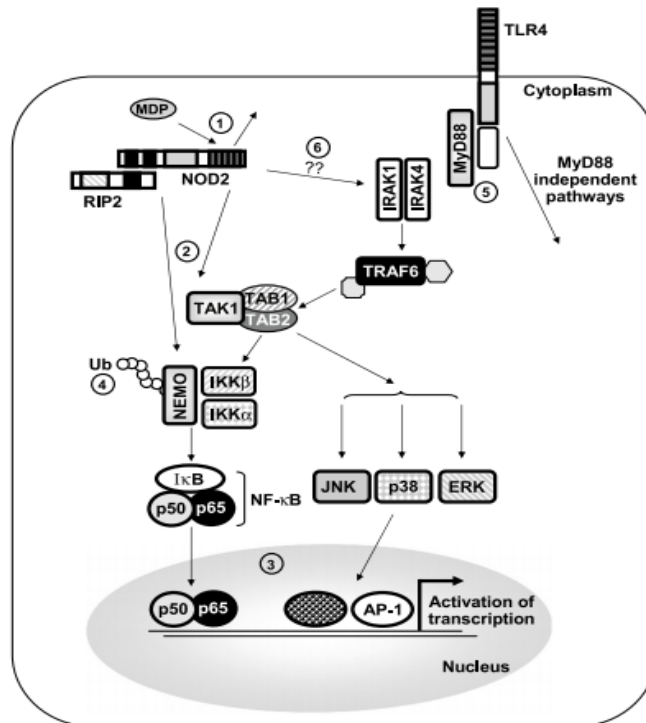 TLR4
Cytoplasm
MDP
1
6
??
NOD2
RIP2
MyD88
5
IRAK1
IRAK4
MyD88
independent
pathways
2
TRAF6
TAK1
TAB1
TAB2
Ub
4
NEMO
IKKβ
IKKα
IκB
p50
p65
NF-κB
JNK
p38
ERK
3
p50
p65
AP-1
Activation of
transcription
Nucleus